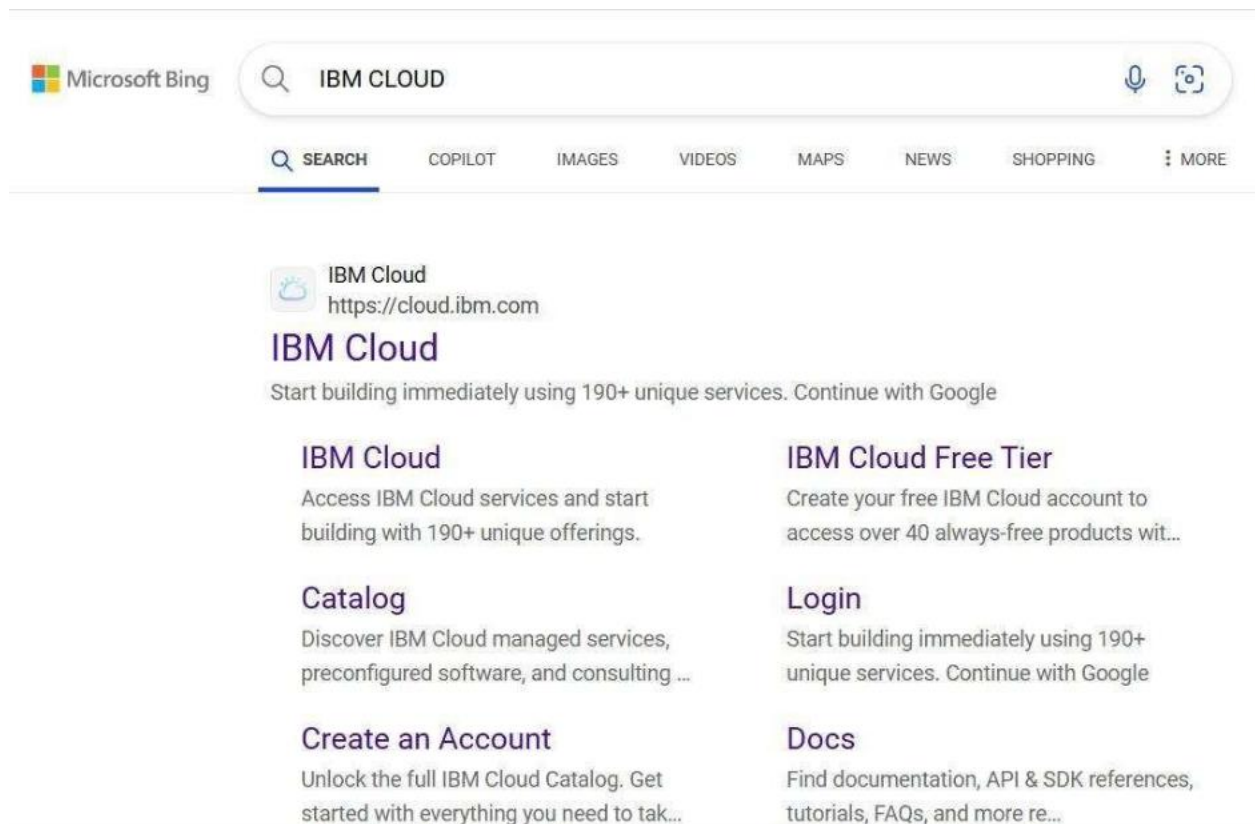 Microsoft Bing
IBM CLOUD
SEARCH COPILOT IMAGES VIDEOS MAPS NEWS SHOPPING MORE
IBM Cloud
https://cloud.ibm.com
IBM Cloud
Start building immediately using 190+ unique services. Continue with Google
IBM Cloud
Access IBM Cloud services and start
building with 190+ unique offerings.
IBM Cloud Free Tier
Create your free IBM Cloud account to
access over 40 always-free products wit...
Catalog
Discover IBM Cloud managed services,
preconfigured software, and consulting ...
Login
Start building immediately using 190+
unique services. Continue with Google
Create an Account
Unlock the full IBM Cloud Catalog. Get
started with everything you need to tak...
Docs
Find documentation, API & SDK references,
tutorials, FAQs, and more re...